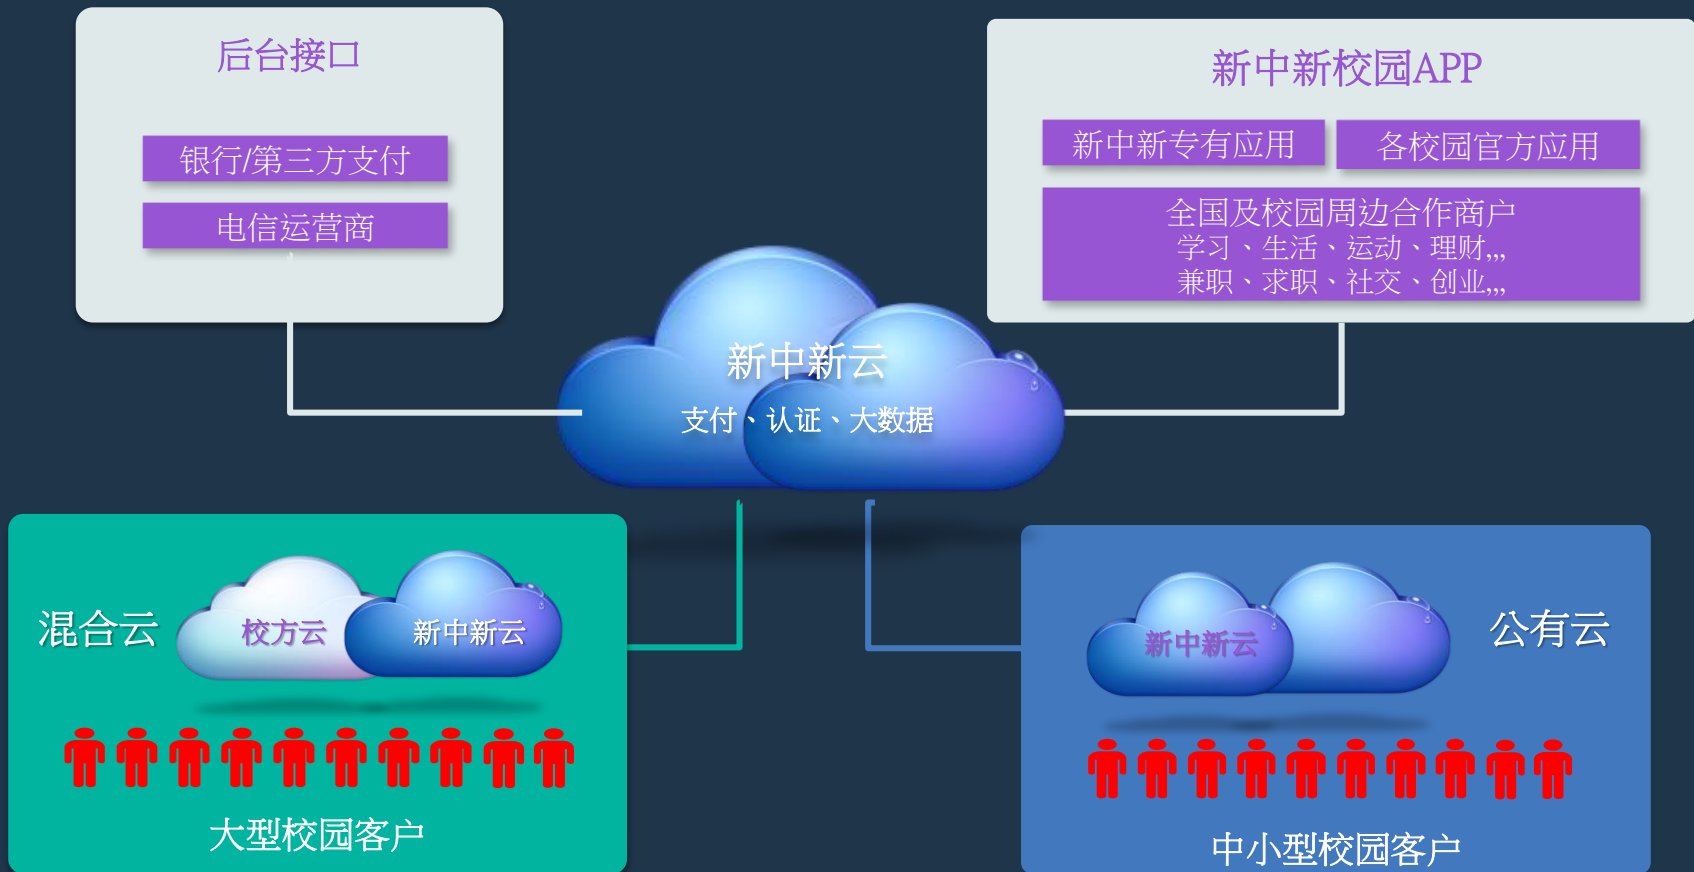 后台接口
银行/第三方支付
电信运营商
新中新校园APP
新中新专有应用
各校园官方应用
全国及校园周边合作商户
学习、生活、运动、理财,,,
兼职、求职、社交、创业,,,
新中新云
支付、认证、大数据
混合云
校方云
新中新云
大型校园客户
新中新云
公有云
中小型校园客户